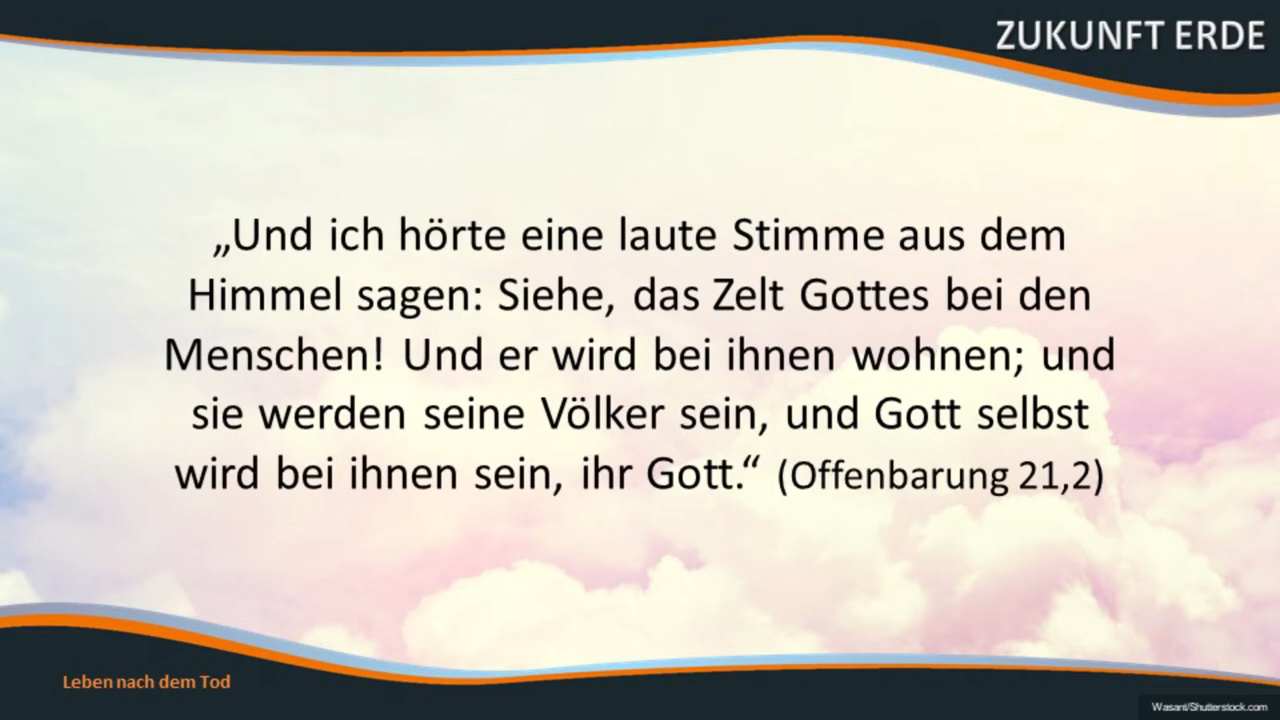 ZUKUNFT ERDE
„Und ich hörte eine laute Stimme aus dem
Himmel sagen: Siehe, das Zelt Gottes bei den
Menschen! Und er wird bei ihnen wohnen; und
sie werden seine Völker sein, und Gott selbst
wird bei ihnen sein, ihr Gott.“ (Offenbarung 21,2)
Leben nach dem Tod
Wasant/Shutterstock.com